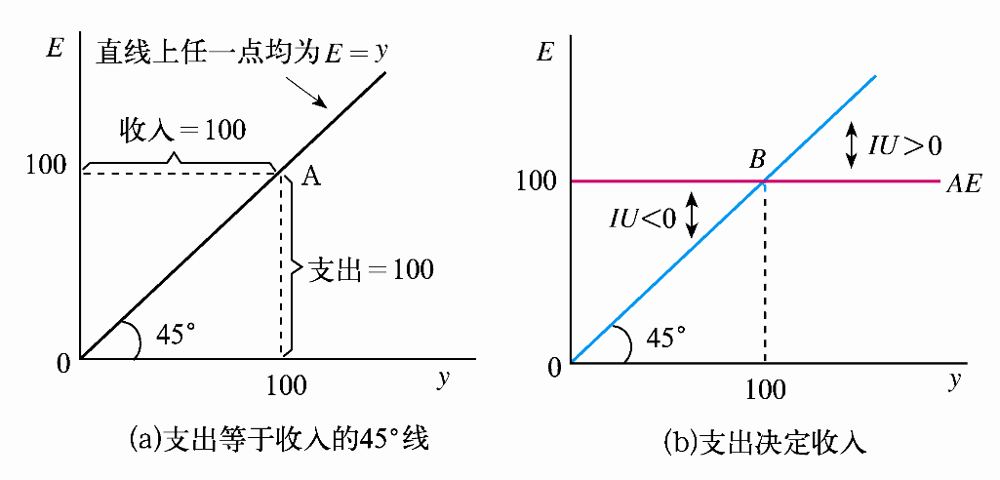 E
直线上任一点均为E=y
收入=100
100
A
支出=100
45°
0
100
y
(a)支出等于收入的45°线
E
IU>0
B
100
AE
IU<0
45°
0
100
y
(b)支出决定收入